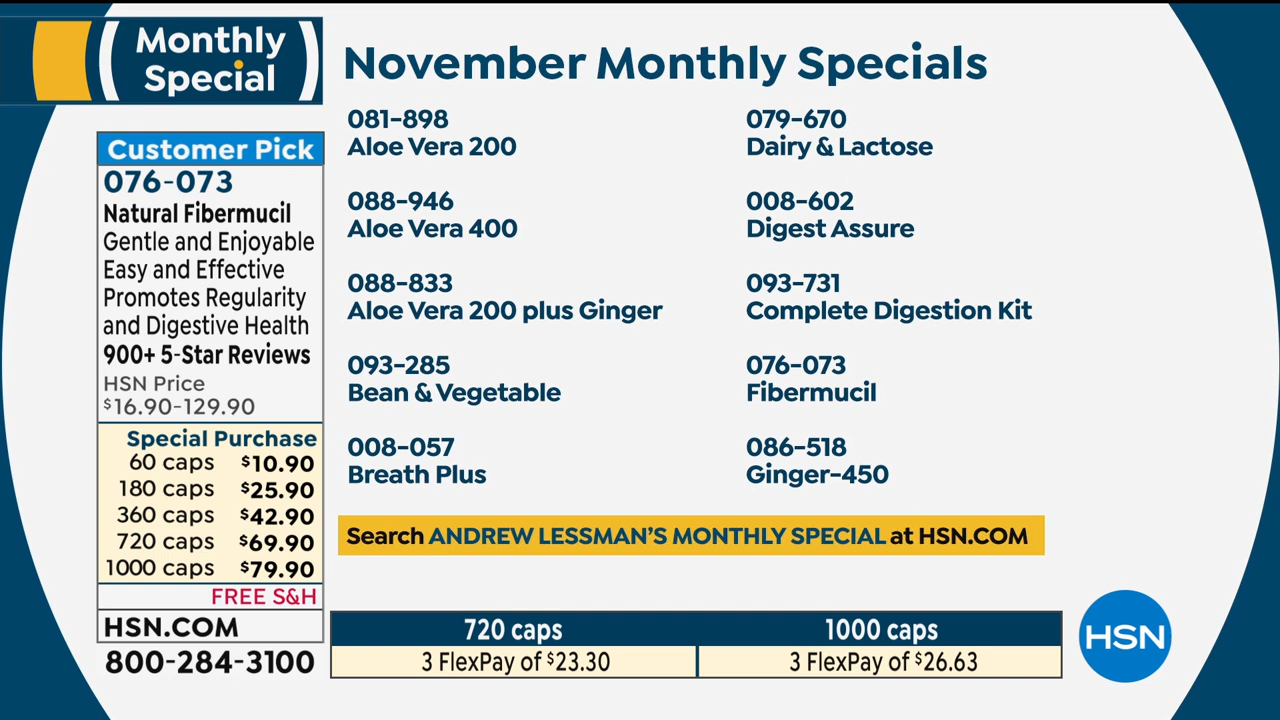 Monthly
Special
Customer Pick
076-073
Natural Fibermucil
Gentle and Enjoyable
Easy and Effective
Promotes Regularity
and Digestive Health
900+ 5-Star Reviews
HSN Price
$16.90-129.90
Special Purchase
60 caps $10.90
180 caps $25.90
360 caps $42.90
720 caps $69.90
1000 caps $79.90
FREE S&H
HSN.COM
800-284-3100
November Monthly Specials
081-898
Aloe Vera 200
088-946
Aloe Vera 400
088-833
Aloe Vera 200 plus Ginger
093-285
Bean & Vegetable
008-057
Breath Plus
079-670
Dairy & Lactose
008-602
Digest Assure
093-731
Complete Digestion Kit
076-073
Fibermucil
086-518
Ginger-450
Search ANDREW LESSMAN'S MONTHLY SPECIAL at HSN.COM
720 caps 1000 caps
3 FlexPay of $23.30 3 FlexPay of $26.63
HSN